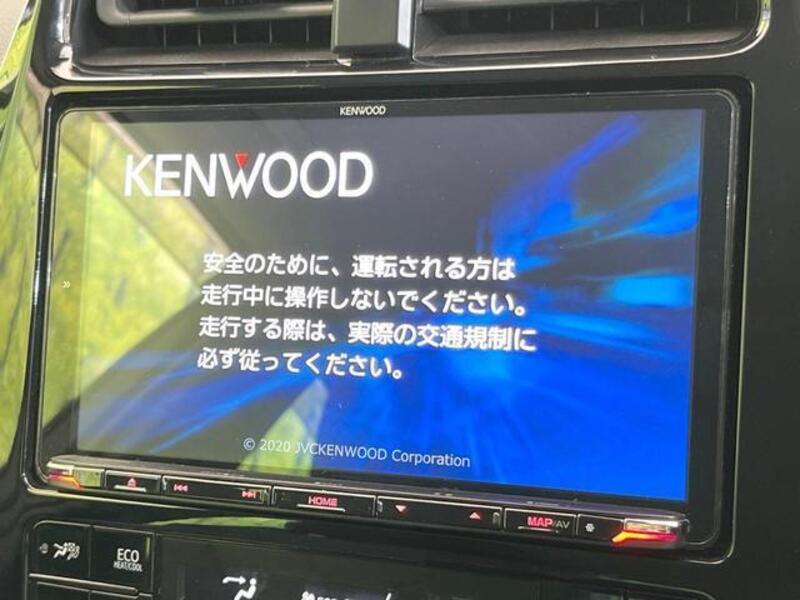 KENWOOD
KENWOOD
安全のために、運転される方は
走行中に操作しないでください。
走行する際は、実際の交通規制に
必ず従ってください。
© 2020 JVCKENWOOD Corporation
HOME
MAP/AV
ECO
HEAT/COOL